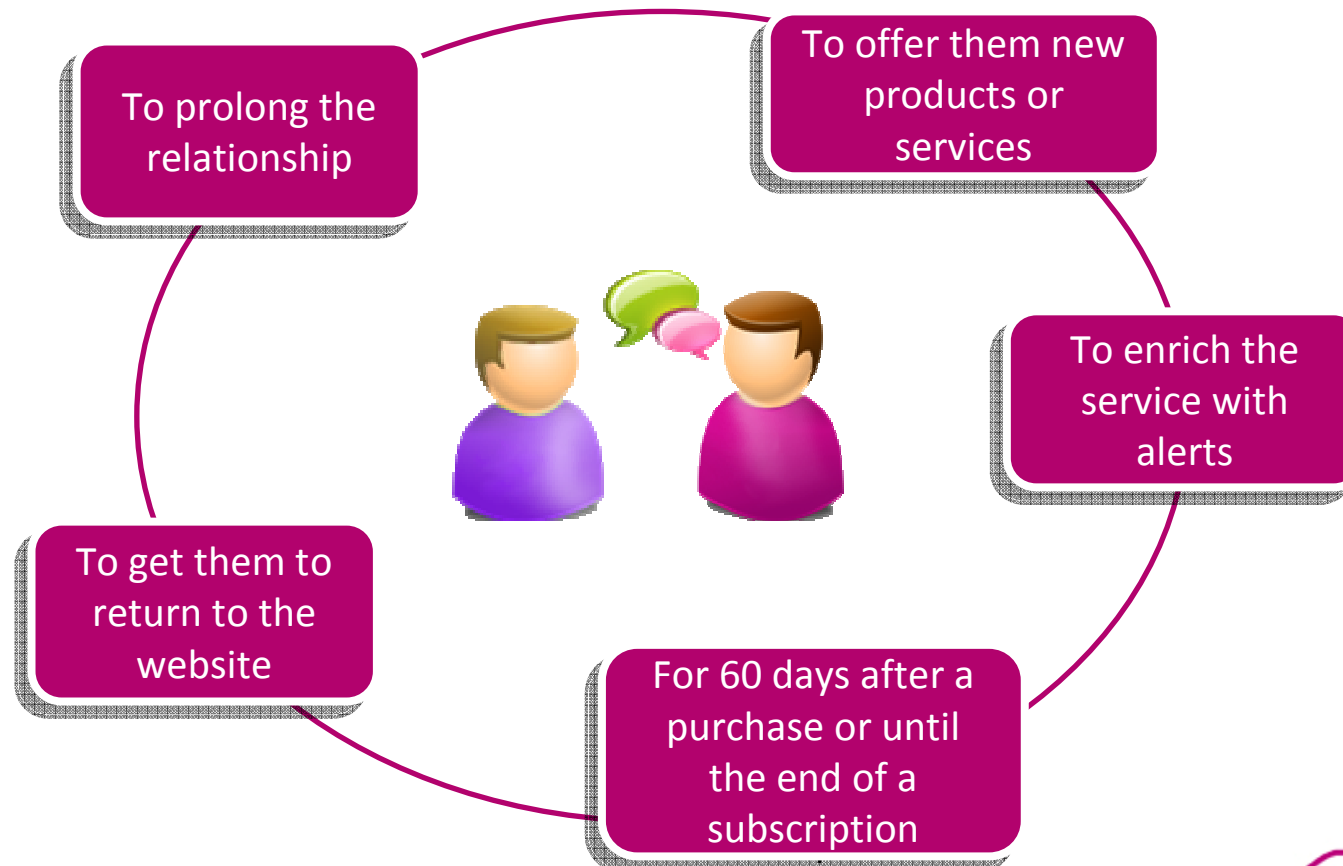 To prolong the
relationship
To offer them new
products or
services
To enrich the
service with
alerts
For 60 days after a
purchase or until
the end of a
subscription
To get them to
return to the
website